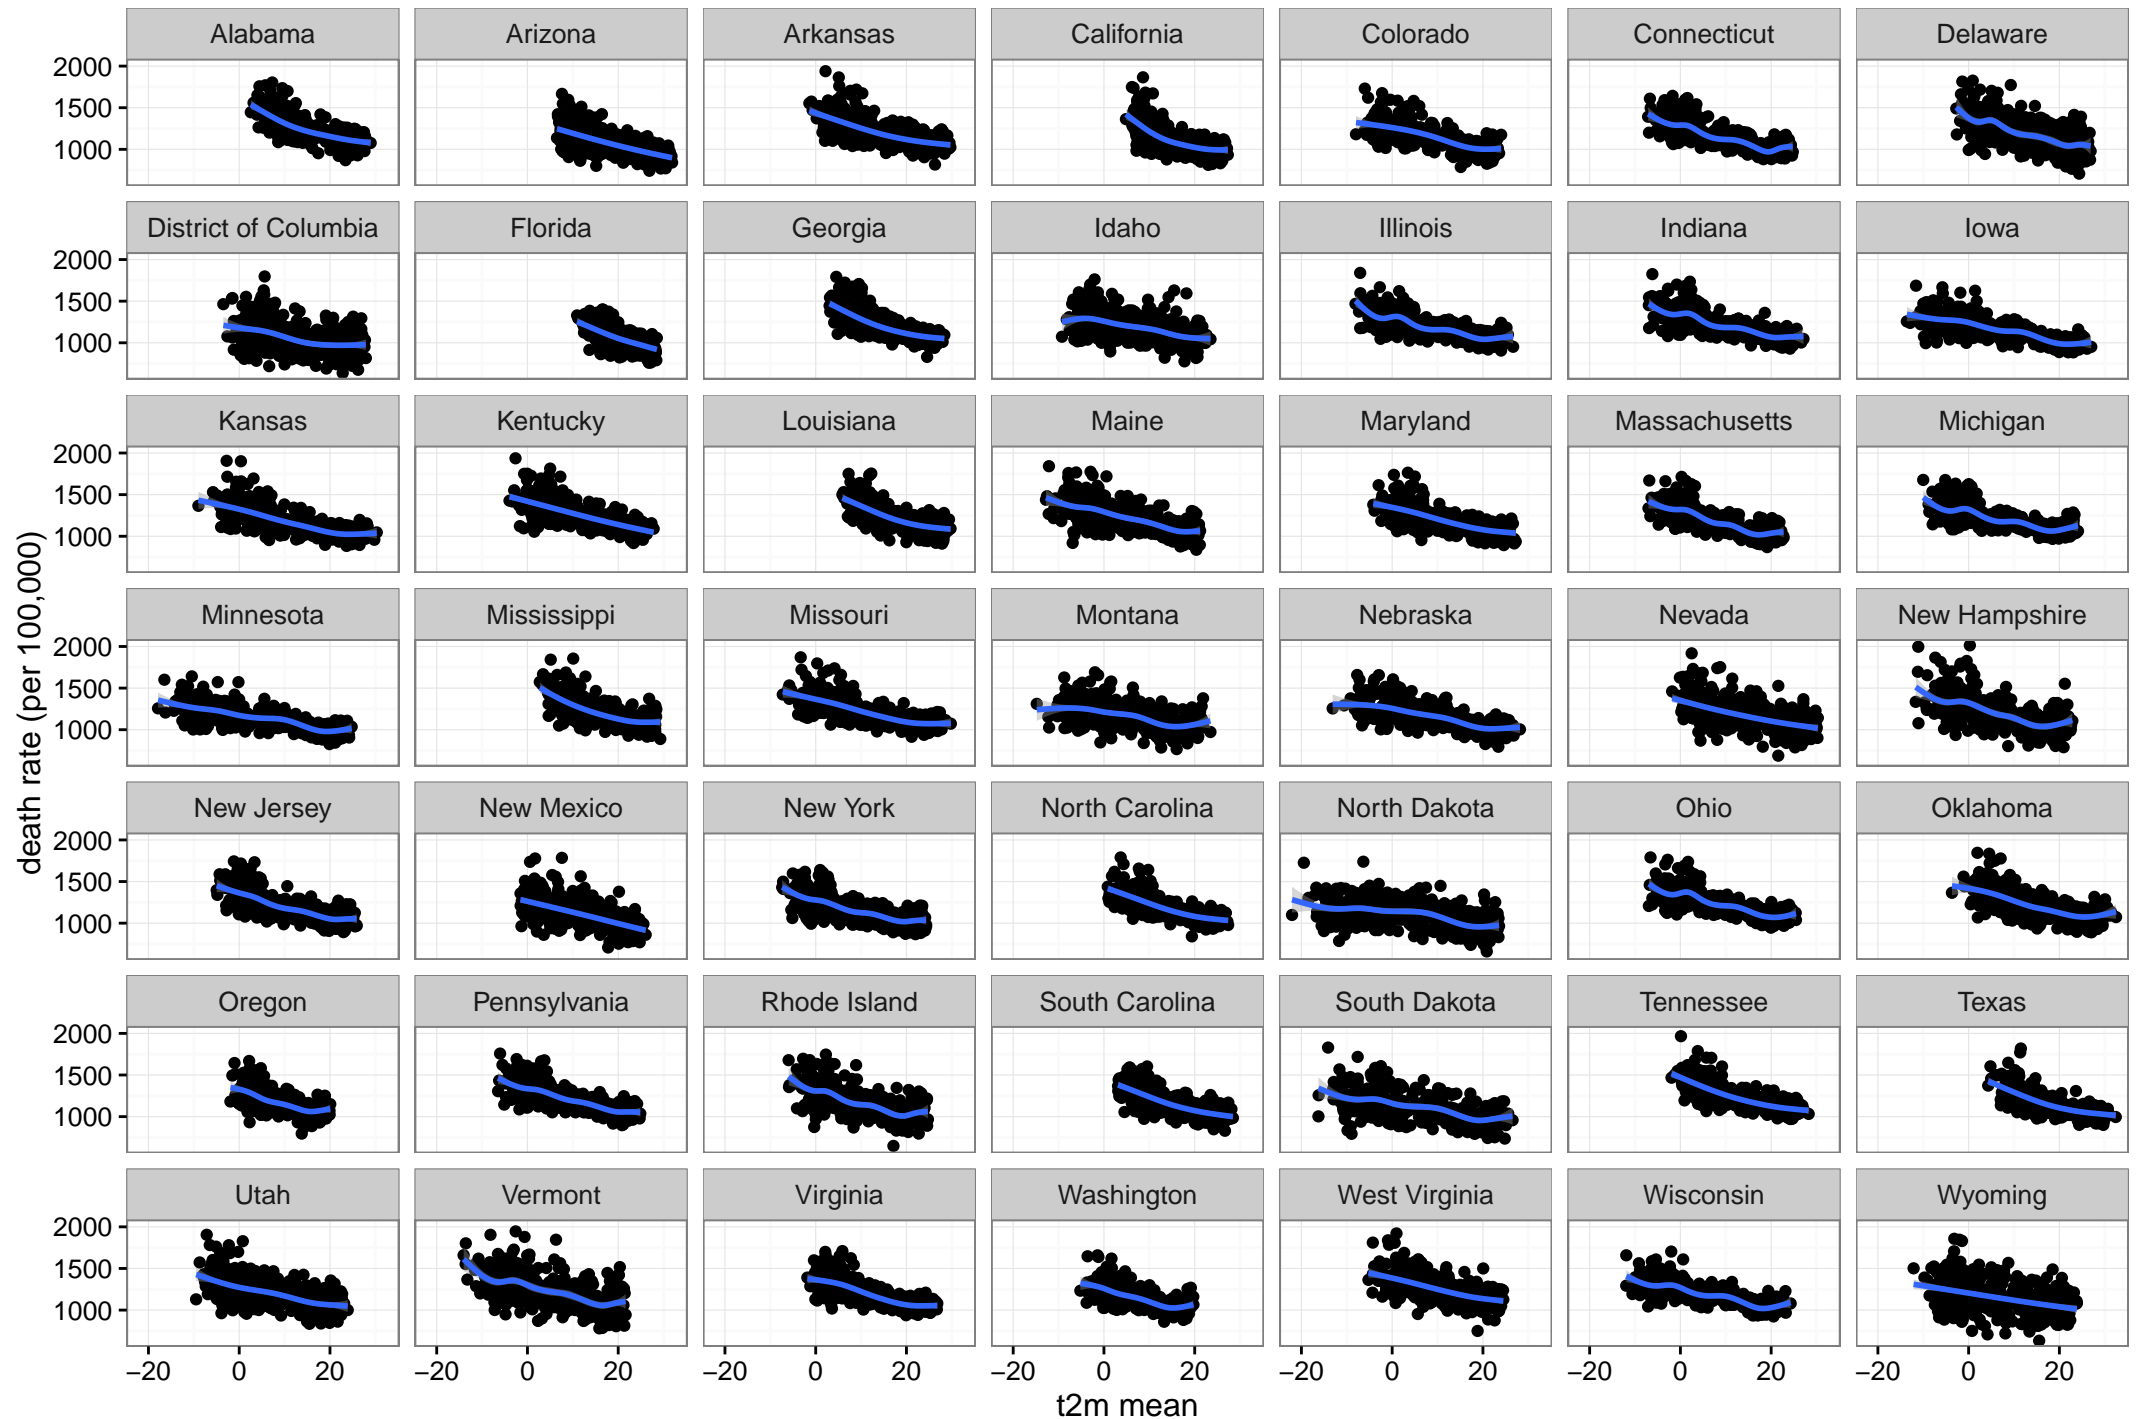 Alabama Arizona Arkansas California Colorado Connecticut Delaware
2000
1500
1000
District of Columbia Florida Georgia Idaho Illinois Indiana Iowa
2000
1500
1000
Kansas Kentucky Louisiana Maine Maryland Massachusetts Michigan
2000
1500
1000
death rate (per 100,000)
Minnesota Mississippi Missouri Montana Nebraska Nevada New Hampshire
2000
1500
1000
New Jersey New Mexico New York North Carolina North Dakota Ohio Oklahoma
2000
1500
1000
Oregon Pennsylvania Rhode Island South Carolina South Dakota Tennessee Texas
2000
1500
1000
Utah Vermont Virginia Washington West Virginia Wisconsin Wyoming
2000
1500
1000
−20 0 20 −20 0 20 −20 0 20 −20 0 20 −20 0 20 −20 0 20 −20 0 20
t2m mean